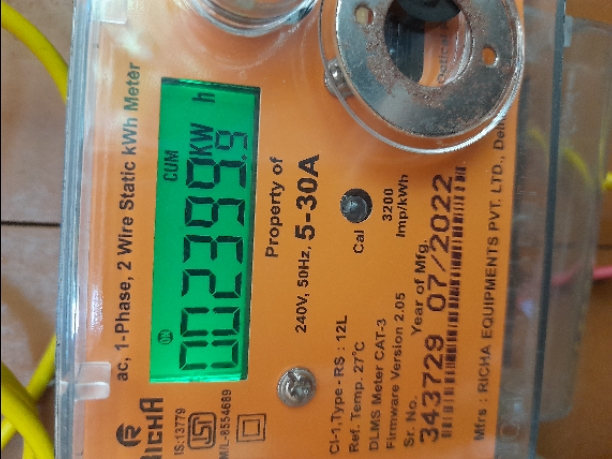 ac, 1-Phase, 2 Wire Static kWh Meter
RICHA
IS:13779
ISI
CUM
02
002399.9
KW h
Property of
240V, 50Hz, 5-30A
Cal
3200
Imp/kWh
Cl-1, Type - RS : 12L
Ref. Temp. 27°C
DLMS Meter CAT-3
Firmware Version 2.05
Sr. No. Year of Mfg.
343729 07/2022
Mfrs : RICHA EQUIPMENTS PVT. LTD.,